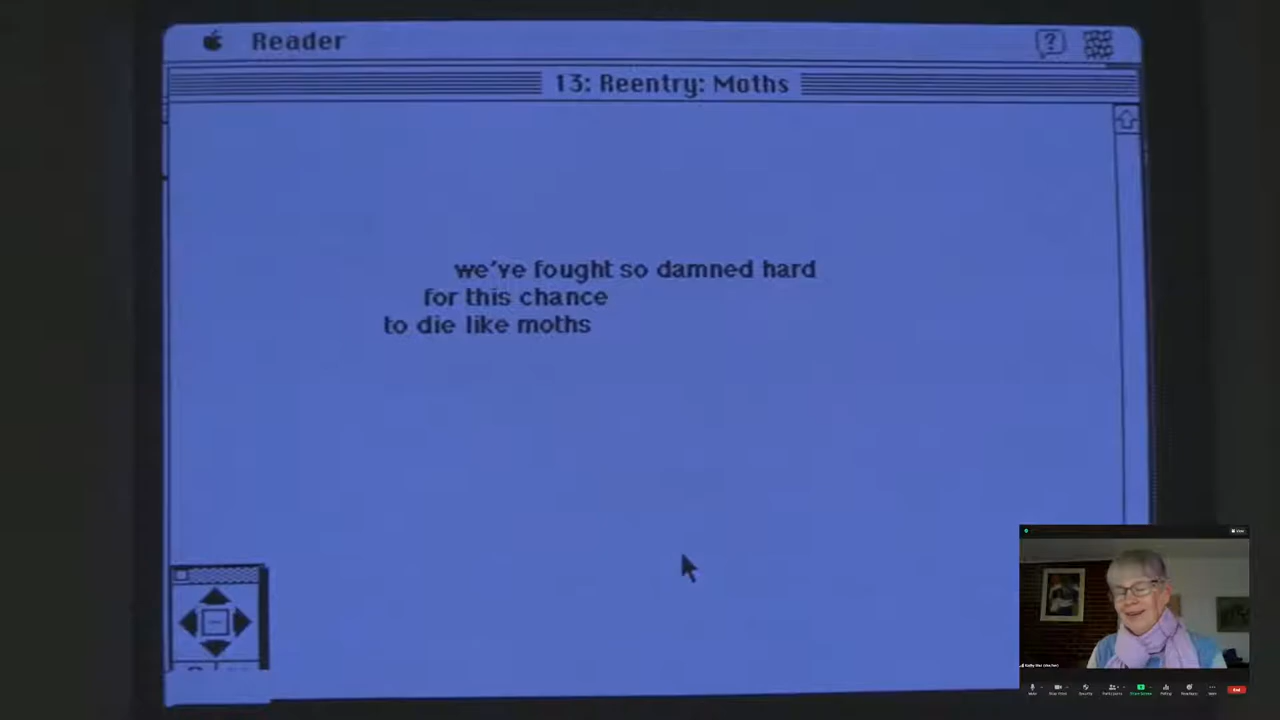 Reader
13: Reentry: Moths
we've fought so damned hard
for this chance
to die like moths